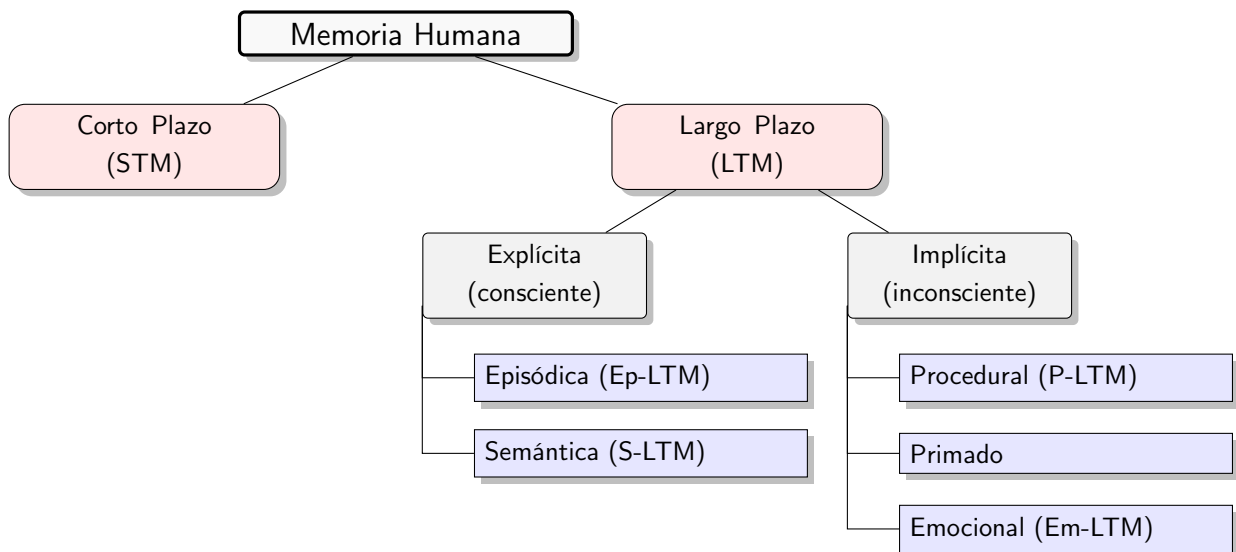 Memoria Humana
Corto Plazo
(STM)
Largo Plazo
(LTM)
Explícita
(consciente)
Implícita
(inconsciente)
Episódica (Ep-LTM)
Semántica (S-LTM)
Procedural (P-LTM)
Primado
Emocional (Em-LTM)